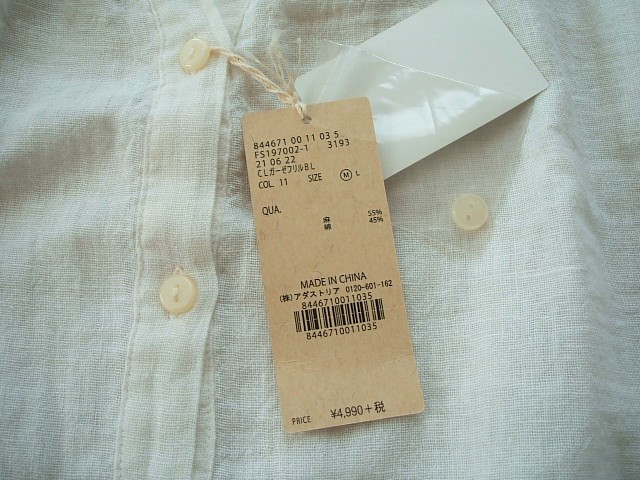 844671 00 11 03 5
FS197002-1 3193
21 06 22
CLガーゼフリルBL
COL. 11 SIZE M L
QUA.
麻 55%
綿 45%
MADE IN CHINA
(株)アダストリア 0120-601-162
8446710011035
8446710011035
PRICE ¥4,990+税